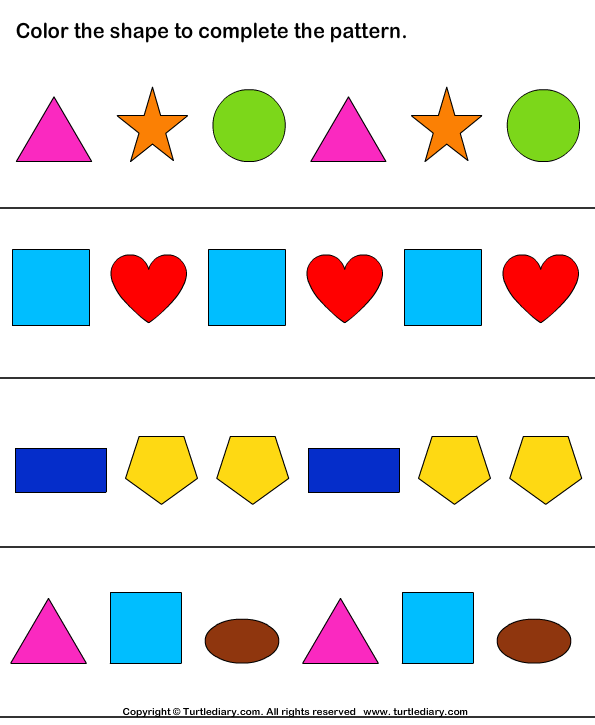 Color the shape to complete the pattern.
Copyright © Turtlediary.com. All rights reserved   www. turtlediary.com